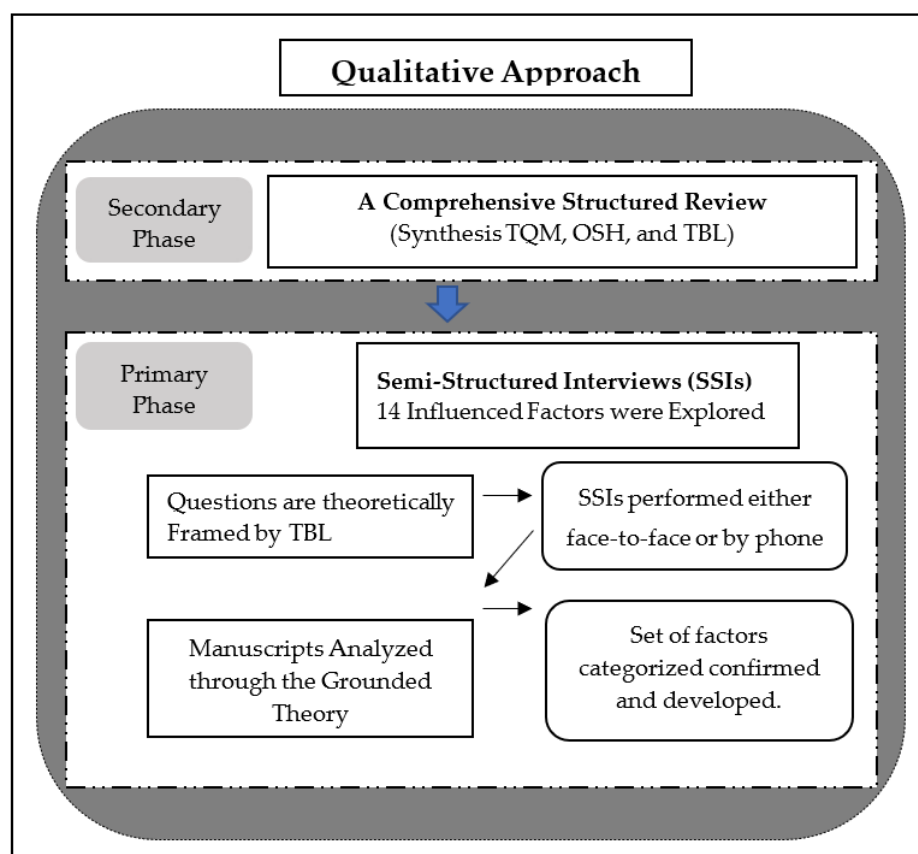 Qualitative Approach
Secondary
Phase
A Comprehensive Structured Review
(Synthesis TQM, OSH, and TBL)
Primary
Phase
Semi-Structured Interviews (SSIs)
14 Influenced Factors were Explored
Questions are theoretically
Framed by TBL
SSIs performed either
face-to-face or by phone
Manuscripts Analyzed
through the Grounded
Theory
Set of factors
categorized confirmed
and developed.